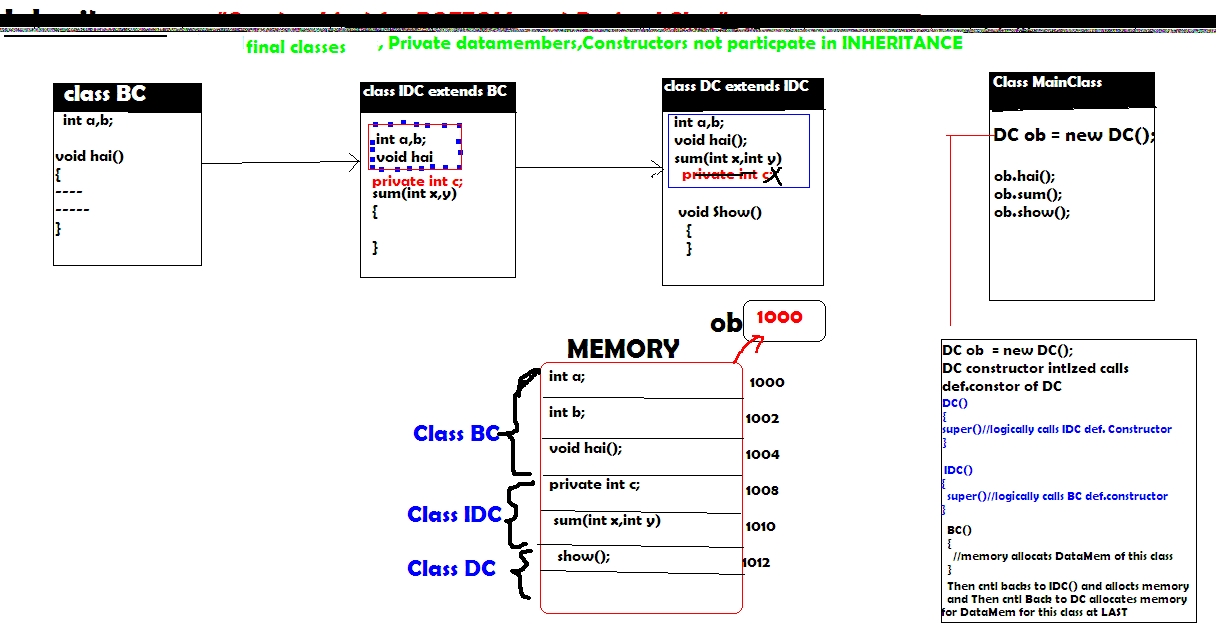 final classes , Private datamembers,Constructors not particpate in INHERITANCE
class BC
int a,b;
void hai()
{
----
-----
}
class IDC extends BC
int a,b;
void hai
private int c;
sum(int x,y)
{
}
class DC extends IDC
int a,b;
void hai();
sum(int x,int y)
private int c;
void Show()
{
}
Class MainClass
DC ob = new DC();
ob.hai();
ob.sum();
ob.show();
ob 1000
MEMORY
int a; 1000
int b; 1002
Class BC
void hai(); 1004
private int c; 1008
Class IDC
sum(int x,int y) 1010
show(); 1012
Class DC
DC ob = new DC();
DC constructor intlzed calls
def.constor of DC
DC()
{
super()//logically calls IDC def. Constructor
}
IDC()
{
super()//logically calls BC def.constructor
}
BC()
{
//memory allocats DataMem of this class
}
Then cntl backs to IDC() and allocts memory
and Then cntl Back to DC allocates memory
for DataMem for this class at LAST